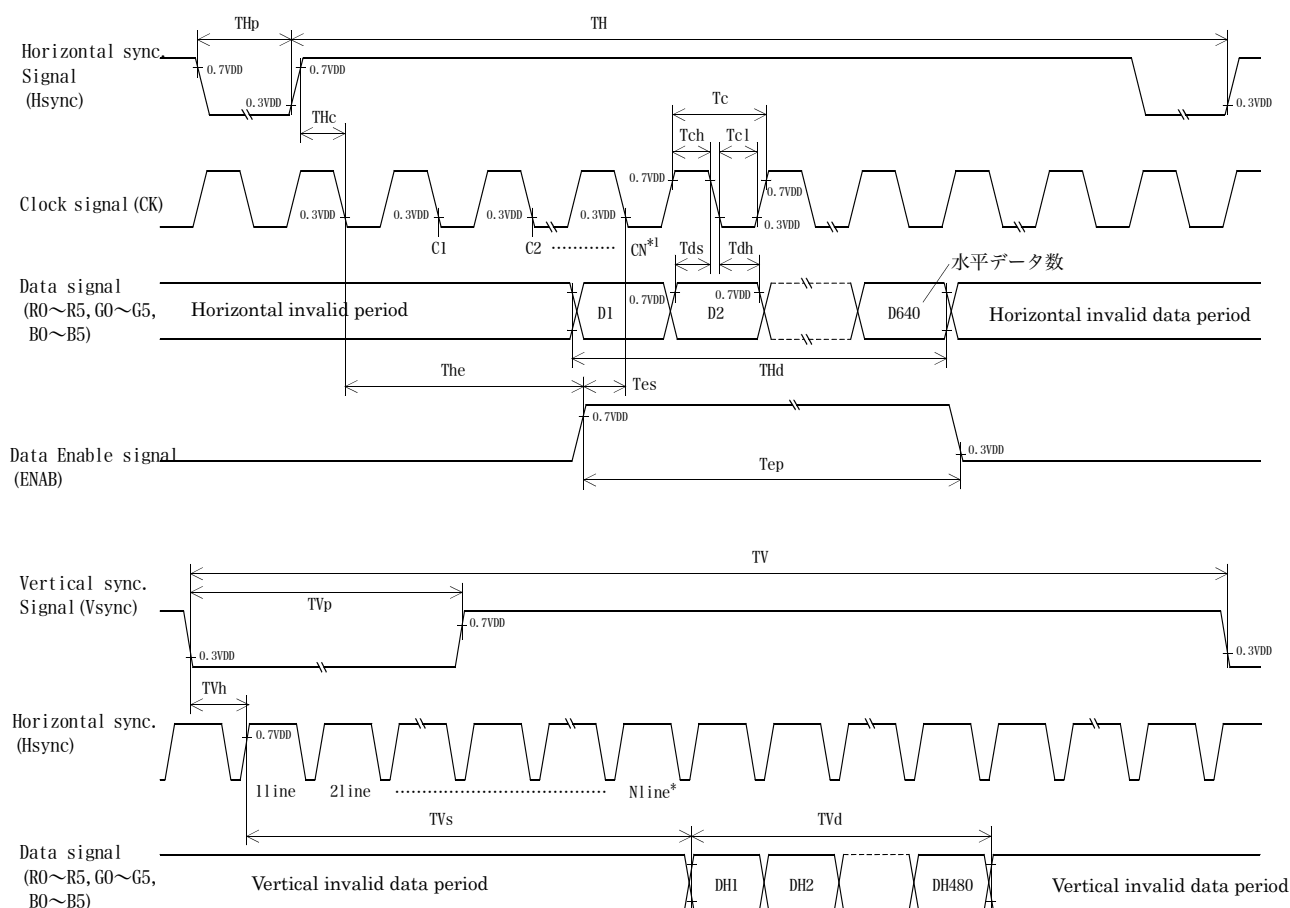 THp
TH
Horizontal sync.
Signal
(Hsync)
0.7VDD
0.3VDD
0.7VDD
0.3VDD
THc
Tc
Tch
Tcl
Clock signal(CK)
0.3VDD
0.3VDD
0.3VDD
0.3VDD
0.7VDD
0.7VDD
0.3VDD
C1
C2
CN*1
Tds
Tdh
水平データ数
Data signal
(R0～R5,G0～G5,
B0～B5)
Horizontal invalid period
D1
0.7VDD
D2
0.7VDD
D640
Horizontal invalid data period
The
THd
Tes
0.7VDD
Data Enable signal
(ENAB)
Tep
0.3VDD
TV
Vertical sync.
Signal(Vsync)
TVp
0.7VDD
0.3VDD
0.3VDD
TVh
Horizontal sync.
(Hsync)
0.7VDD
1line
2line
Nline*
TVs
TVd
Data signal
(R0～R5,G0～G5,
B0～B5)
Vertical invalid data period
DH1
DH2
DH480
Vertical invalid data period